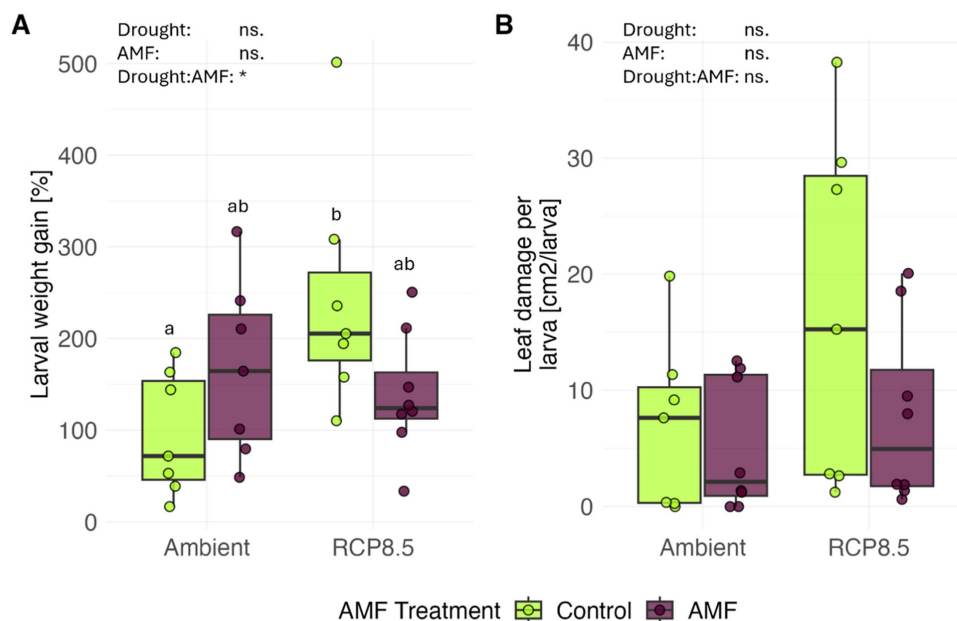 A
Drought: ns.
AMF: ns.
Drought:AMF: *
Larval weight gain [%]
500
400
300
200
100
0
a
ab
b
ab
Ambient
RCP8.5
B
Drought: ns.
AMF: ns.
Drought:AMF: ns.
Leaf damage per
larva [cm2/larva]
40
30
20
10
0
Ambient
RCP8.5
AMF Treatment Control AMF